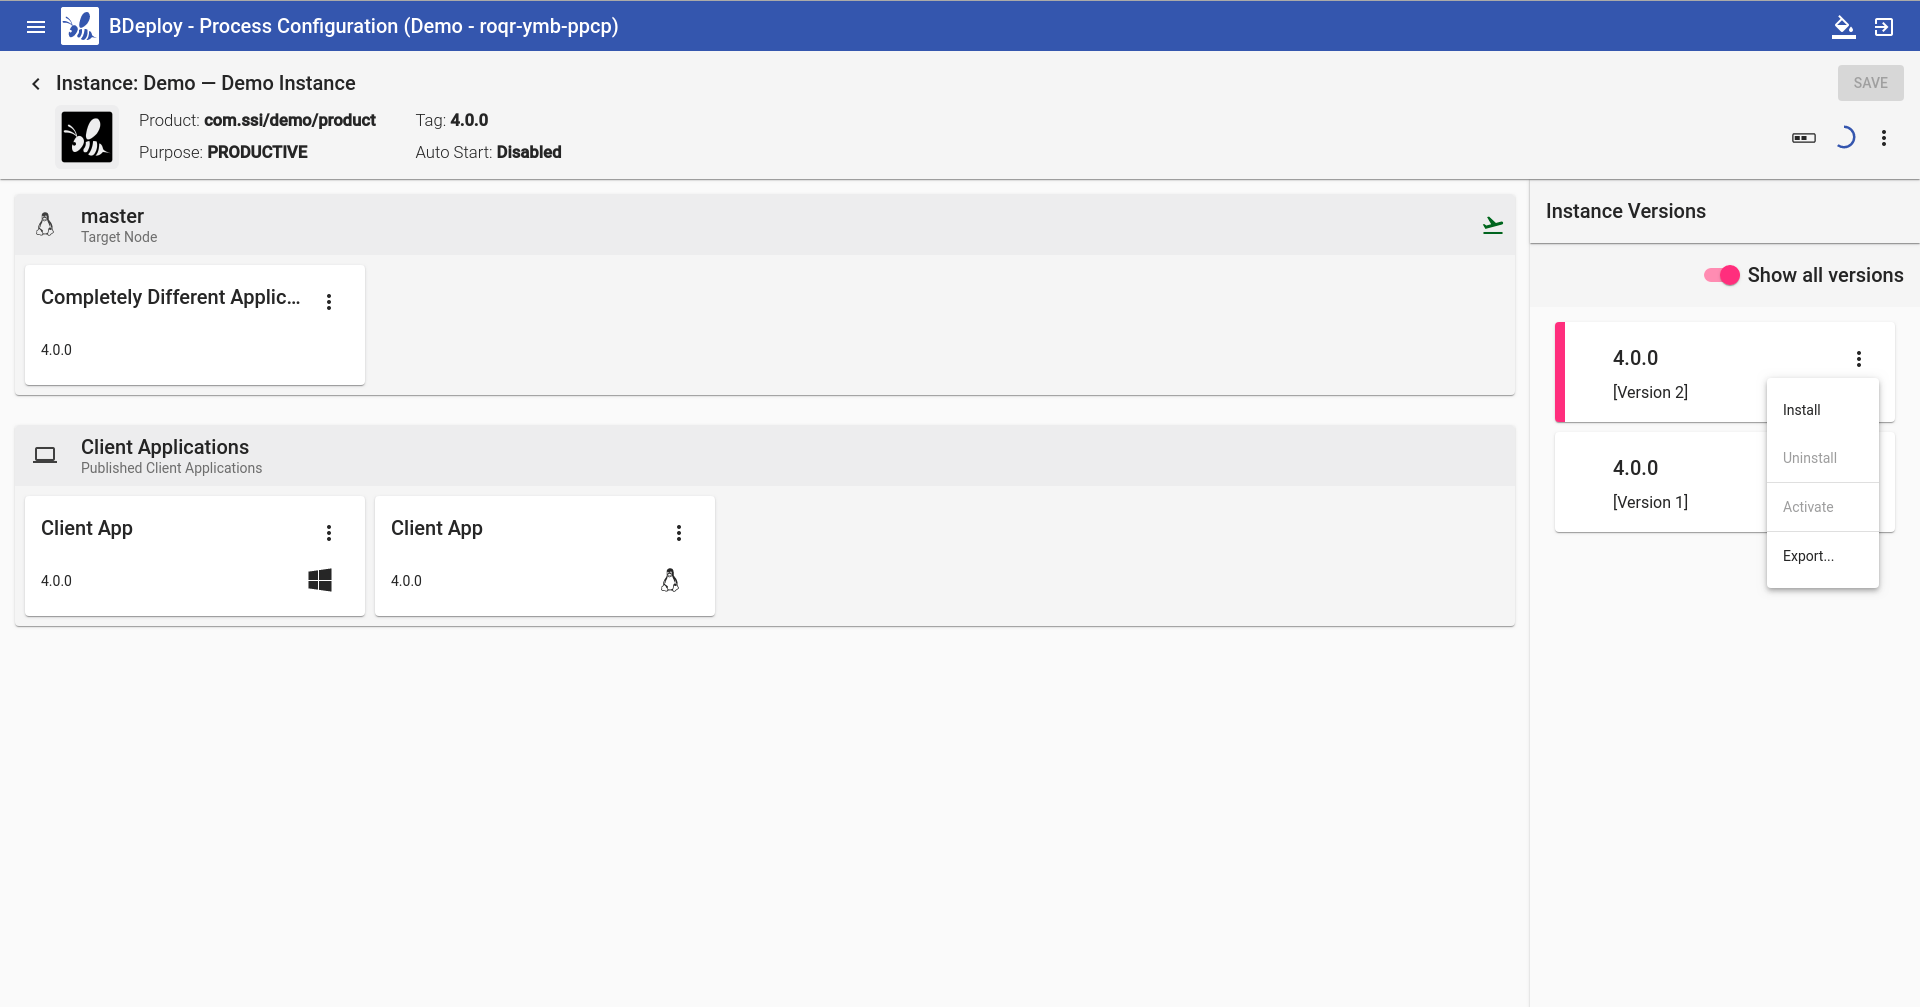 BDeploy - Process Configuration (Demo - roqr-ymb-ppcp)
Instance: Demo — Demo Instance
SAVE
Product: com.ssi/demo/product
Tag: 4.0.0
Purpose: PRODUCTIVE
Auto Start: Disabled
master
Target Node
Completely Different Applic...
4.0.0
Client Applications
Published Client Applications
Client App
4.0.0
Client App
4.0.0
Instance Versions
Show all versions
4.0.0
[Version 2]
4.0.0
[Version 1]
Install
Uninstall
Activate
Export...